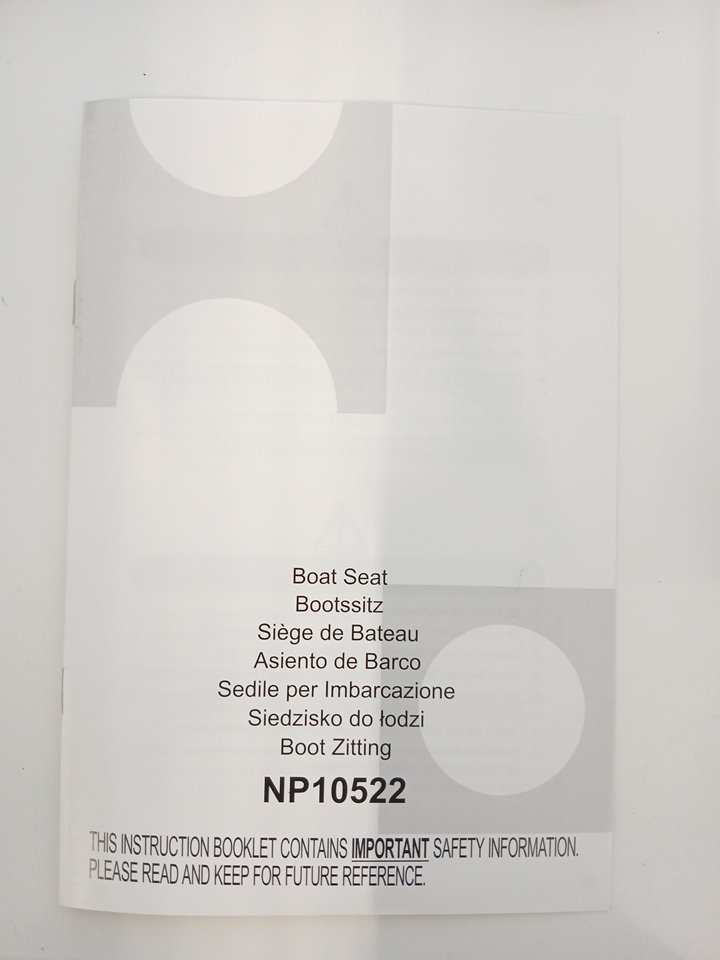 Boat Seat
Bootssitz
Siège de Bateau
Asiento de Barco
Sedile per Imbarcazione
Siedzisko do łodzi
Boot Zitting
NP10522
THIS INSTRUCTION BOOKLET CONTAINS IMPORTANT SAFETY INFORMATION.
PLEASE READ AND KEEP FOR FUTURE REFERENCE.